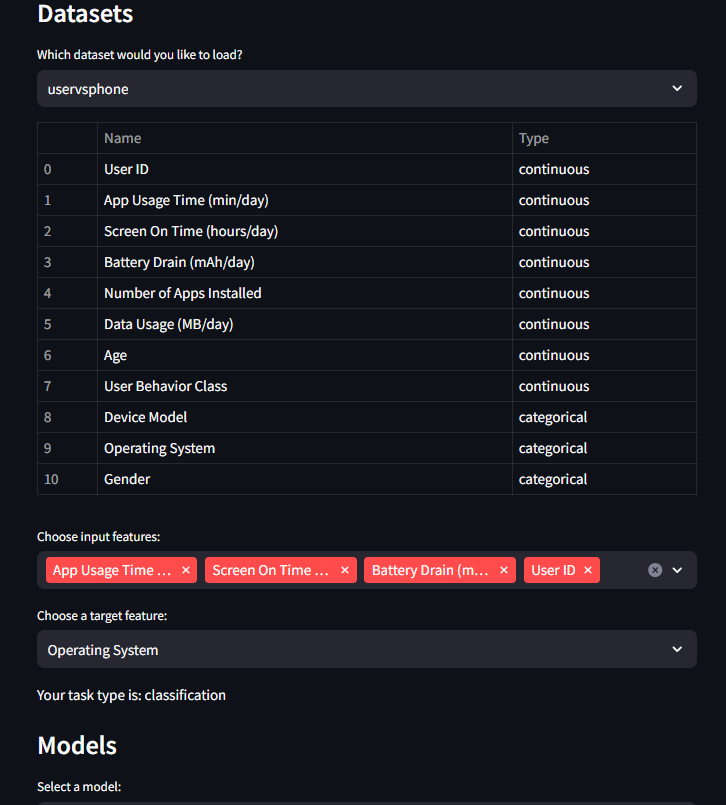 Datasets
Which dataset would you like to load?
uservsphone
Name Type
0 User ID continuous
1 App Usage Time (min/day) continuous
2 Screen On Time (hours/day) continuous
3 Battery Drain (mAh/day) continuous
4 Number of Apps Installed continuous
5 Data Usage (MB/day) continuous
6 Age continuous
7 User Behavior Class continuous
8 Device Model categorical
9 Operating System categorical
10 Gender categorical
Choose input features:
App Usage Time ... × Screen On Time ... × Battery Drain (m... × User ID ×
Choose a target feature:
Operating System
Your task type is: classification
Models
Select a model: